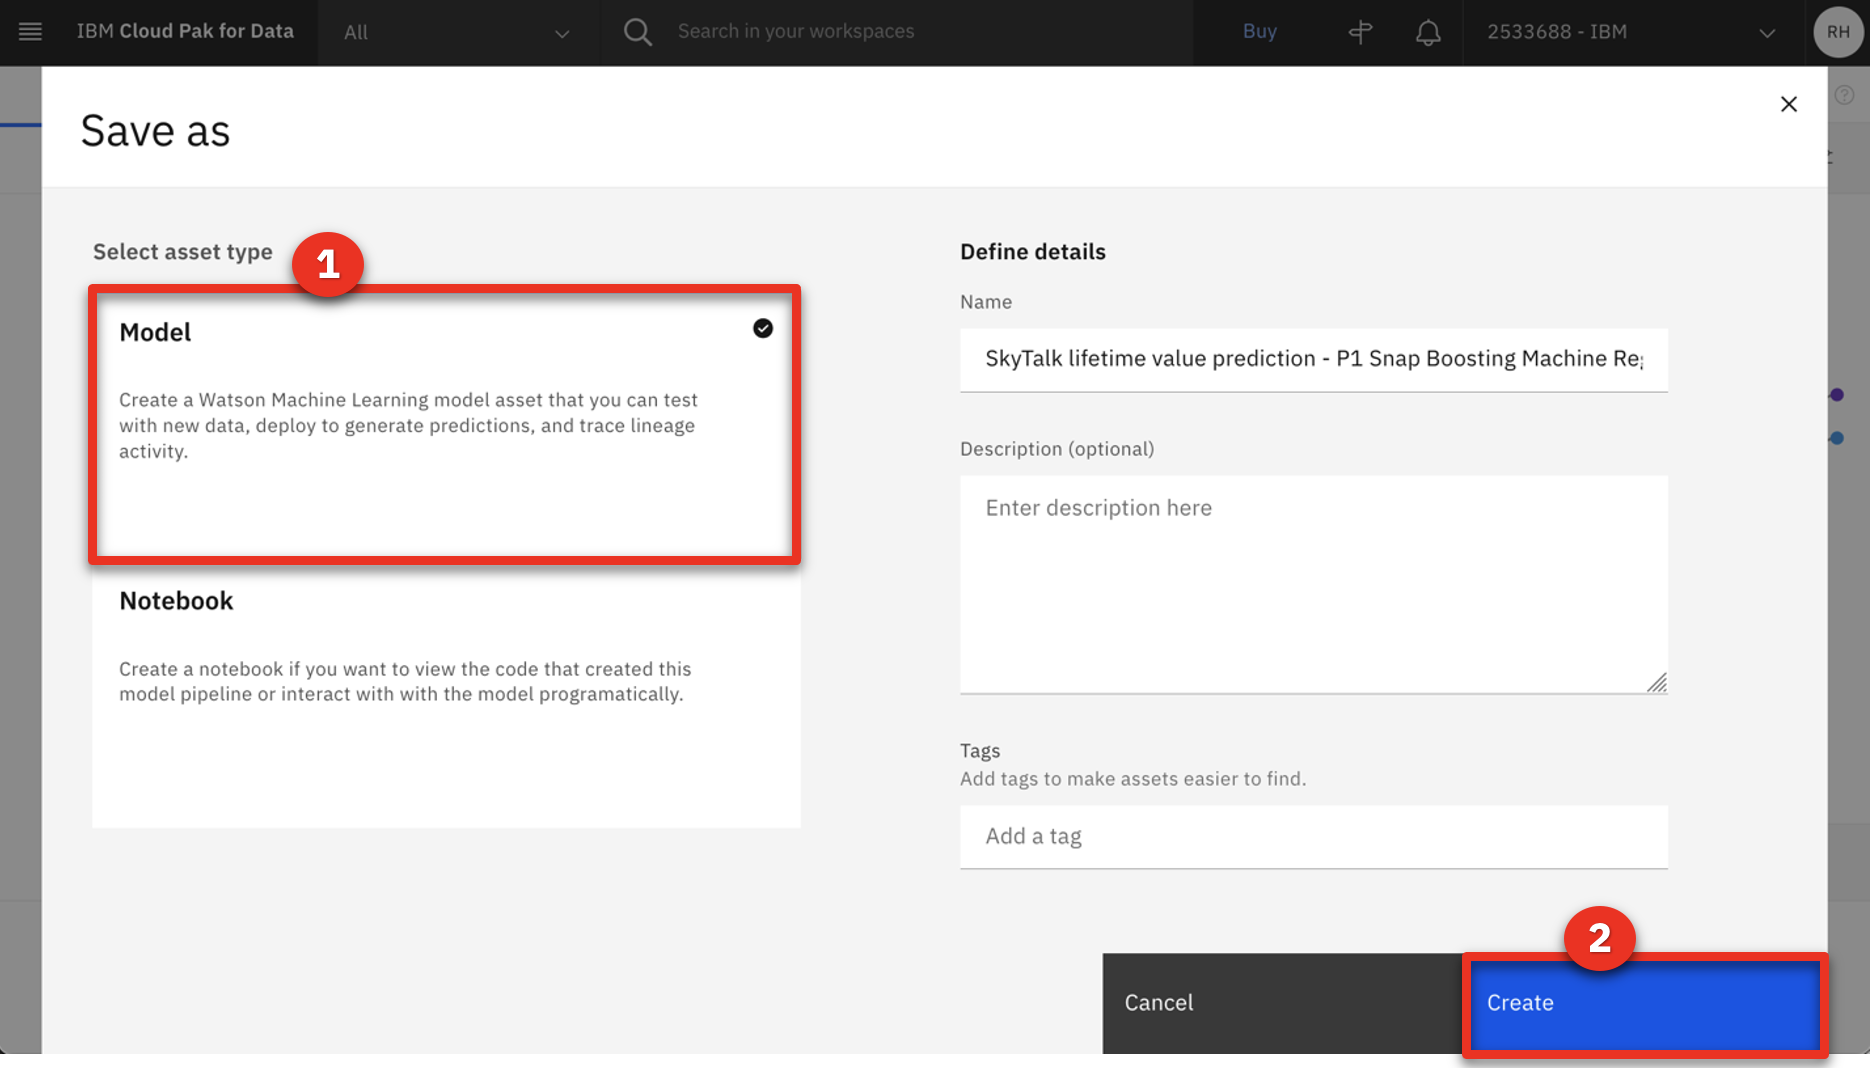 IBM Cloud Pak for Data
All
Search in your workspaces
Buy
2533688 - IBM
RH
Save as
Select asset type
1
Model
Create a Watson Machine Learning model asset that you can test
with new data, deploy to generate predictions, and trace lineage
activity.
Notebook
Create a notebook if you want to view the code that created this
model pipeline or interact with with the model programatically.
Define details
Name
SkyTalk lifetime value prediction - P1 Snap Boosting Machine Reg
Description (optional)
Enter description here
Tags
Add tags to make assets easier to find.
Add a tag
2
Cancel
Create